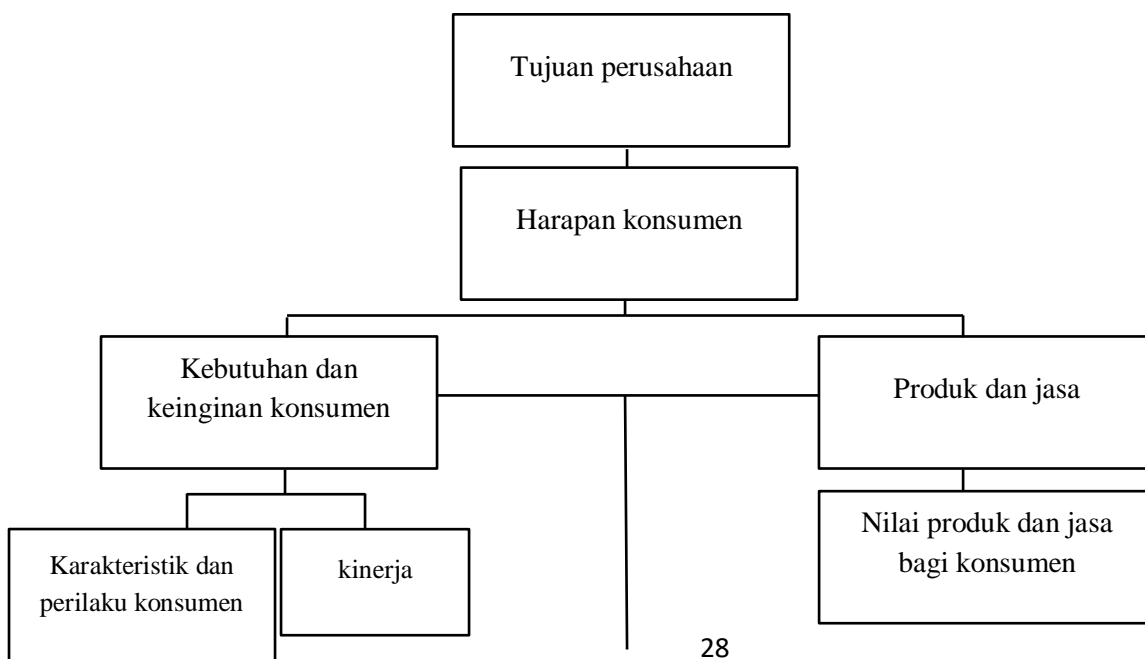 Tujuan perusahaan
Harapan konsumen
Kebutuhan dan
keinginan konsumen
Produk dan jasa
Karakteristik dan
perilaku konsumen
kinerja
Nilai produk dan jasa
bagi konsumen
28